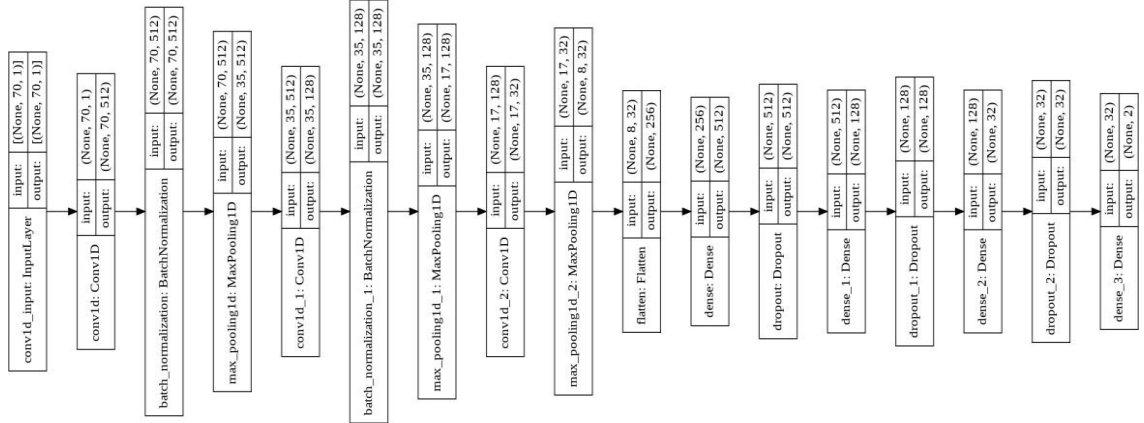 conv1d_input: InputLayer
input: [(None, 70, 1)]
output: [(None, 70, 1)]
conv1d: Conv1D
input: (None, 70, 1)
output: (None, 70, 512)
batch_normalization: BatchNormalization
input: (None, 70, 512)
output: (None, 70, 512)
max_pooling1d: MaxPooling1D
input: (None, 70, 512)
output: (None, 35, 512)
conv1d_1: Conv1D
input: (None, 35, 512)
output: (None, 35, 128)
batch_normalization_1: BatchNormalization
input: (None, 35, 128)
output: (None, 35, 128)
max_pooling1d_1: MaxPooling1D
input: (None, 35, 128)
output: (None, 17, 128)
conv1d_2: Conv1D
input: (None, 17, 128)
output: (None, 17, 32)
max_pooling1d_2: MaxPooling1D
input: (None, 17, 32)
output: (None, 8, 32)
flatten: Flatten
input: (None, 8, 32)
output: (None, 256)
dense: Dense
input: (None, 256)
output: (None, 512)
dropout: Dropout
input: (None, 512)
output: (None, 512)
dense_1: Dense
input: (None, 512)
output: (None, 128)
dropout_1: Dropout
input: (None, 128)
output: (None, 128)
dense_2: Dense
input: (None, 128)
output: (None, 32)
dropout_2: Dropout
input: (None, 32)
output: (None, 32)
dense_3: Dense
input: (None, 32)
output: (None, 2)